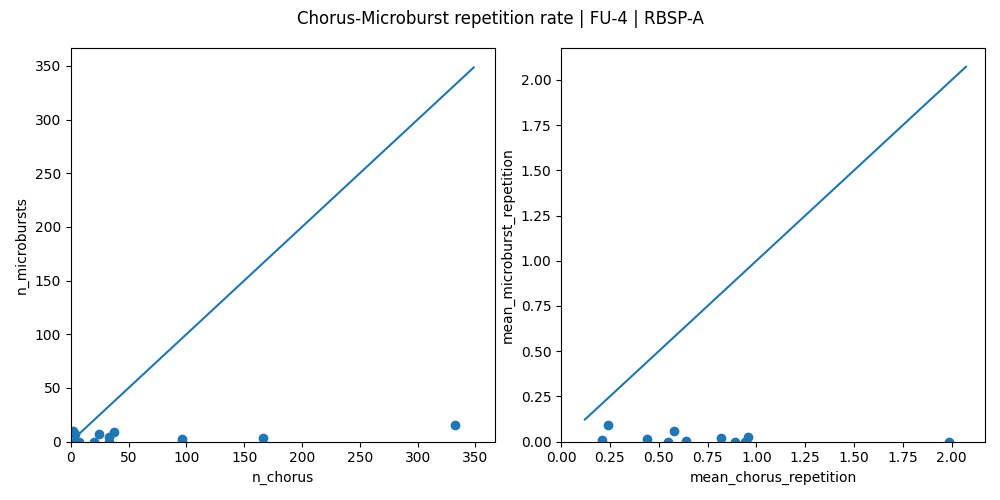 Chorus-Microburst repetition rate | FU-4 | RBSP-A
n_microbursts
350
300
250
200
150
100
50
0
0 50 100 150 200 250 300 350
n_chorus
mean_microburst_repetition
2.00
1.75
1.50
1.25
1.00
0.75
0.50
0.25
0.00
0.00 0.25 0.50 0.75 1.00 1.25 1.50 1.75 2.00
mean_chorus_repetition